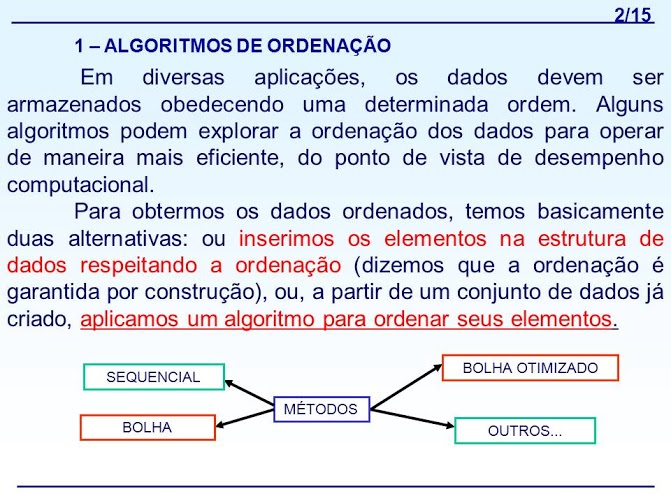 2/15
1 – ALGORITMOS DE ORDENAÇÃO
Em diversas aplicações, os dados devem ser
armazenados obedecendo uma determinada ordem. Alguns
algoritmos podem explorar a ordenação dos dados para operar
de maneira mais eficiente, do ponto de vista de desempenho
computacional.
Para obtermos os dados ordenados, temos basicamente
duas alternativas: ou inserimos os elementos na estrutura de
dados respeitando a ordenação (dizemos que a ordenação é
garantida por construção), ou, a partir de um conjunto de dados já
criado, aplicamos um algoritmo para ordenar seus elementos.
SEQUENCIAL
BOLHA OTIMIZADO
MÉTODOS
BOLHA
OUTROS...